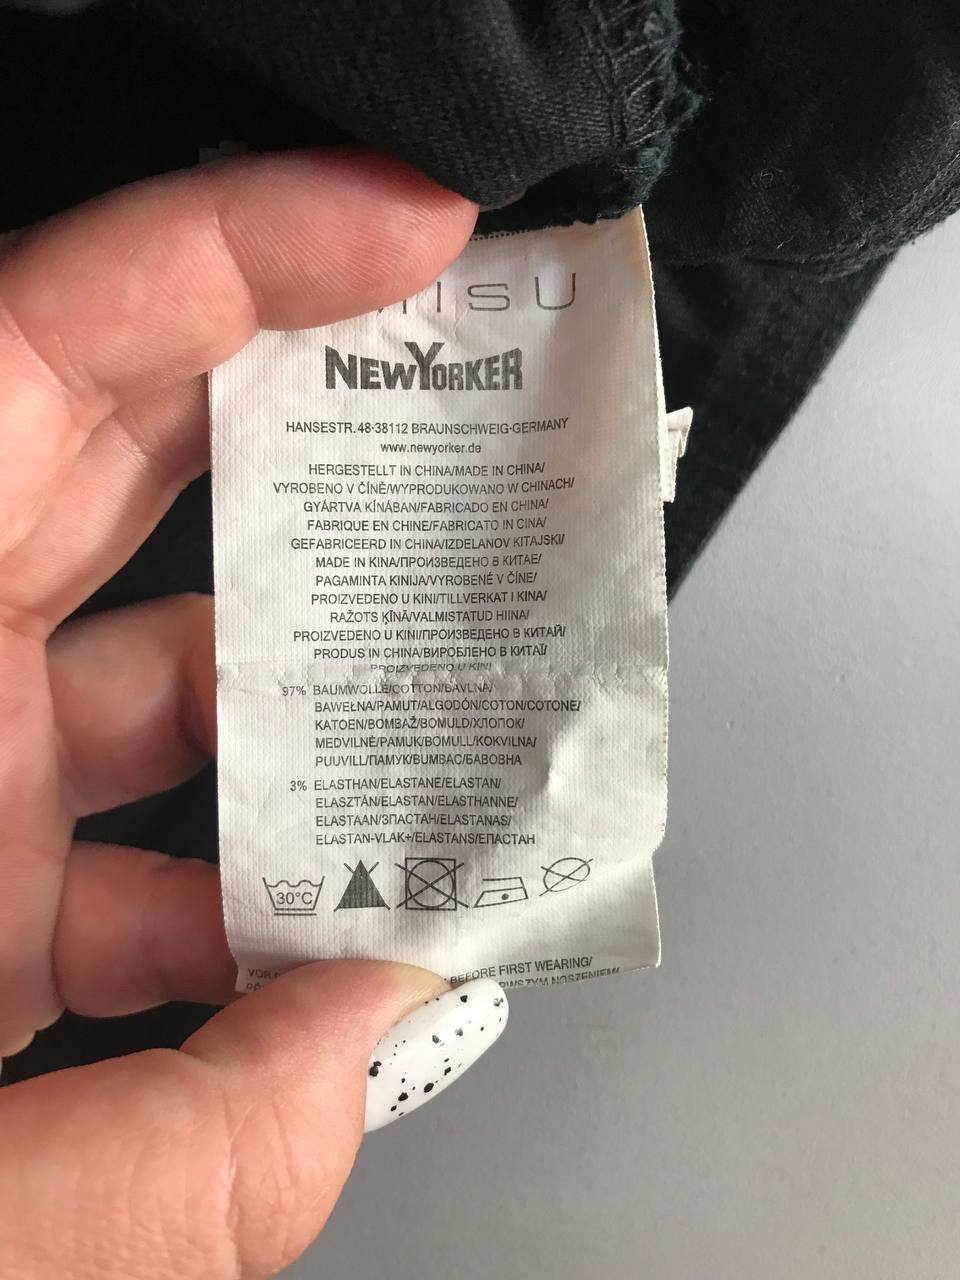 ISU
NEWYORKER
HANSESTR. 48·38112 BRAUNSCHWEIG·GERMANY
www.newyorker.de
HERGESTELLT IN CHINA/MADE IN CHINA/
VYROBENO V ČÍNĚ/WYPRODUKOWANO W CHINACH/
GYÁRTVA KÍNÁBAN/FABRICADO EN CHINA/
FABRIQUE EN CHINE/FABRICATO IN CINA/
GEFABRICEERD IN CHINA/IZDELANOV KITAJSKI/
MADE IN KINA/ПРОИЗВЕДЕНО В КИТАЕ/
PAGAMINTA KINIJA/VYROBENÉ V ČÍNE/
PROIZVEDENO U KINI/TILLVERKAT I KINA/
RAŽOTS ĶĪNĀ/VALMISTATUD HIINA/
PROIZVEDENO U KINI/ПРОИЗВЕДЕНО В КИТАЙ/
PRODUS IN CHINA/ВИРОБЛЕНО В КИТАЇ/
PROIZVEDENO U KINI
97% BAUMWOLLE/COTTON/BAVLNA/
BAWEŁNA/PAMUT/ALGODÓN/COTON/COTONE/
KATOEN/BOMBAŽ/BOMULD/ХЛОПОК/
MEDVILNĖ/PAMUK/BOMULL/KOKVILNA/
PUUVILL/ПАМУК/BUMBAC/БАВОВНА
3% ELASTHAN/ELASTANE/ELASTAN/
ELASZTÁN/ELASTAN/ELASTHANNE/
ELASTAAN/ЗПАСТАН/ELASTANAS/
ELASTAN-VLAK+/ELASTANS/ЕПАСТАН
30°C
BEFORE FIRST WEARING/
NOSZENIEM/